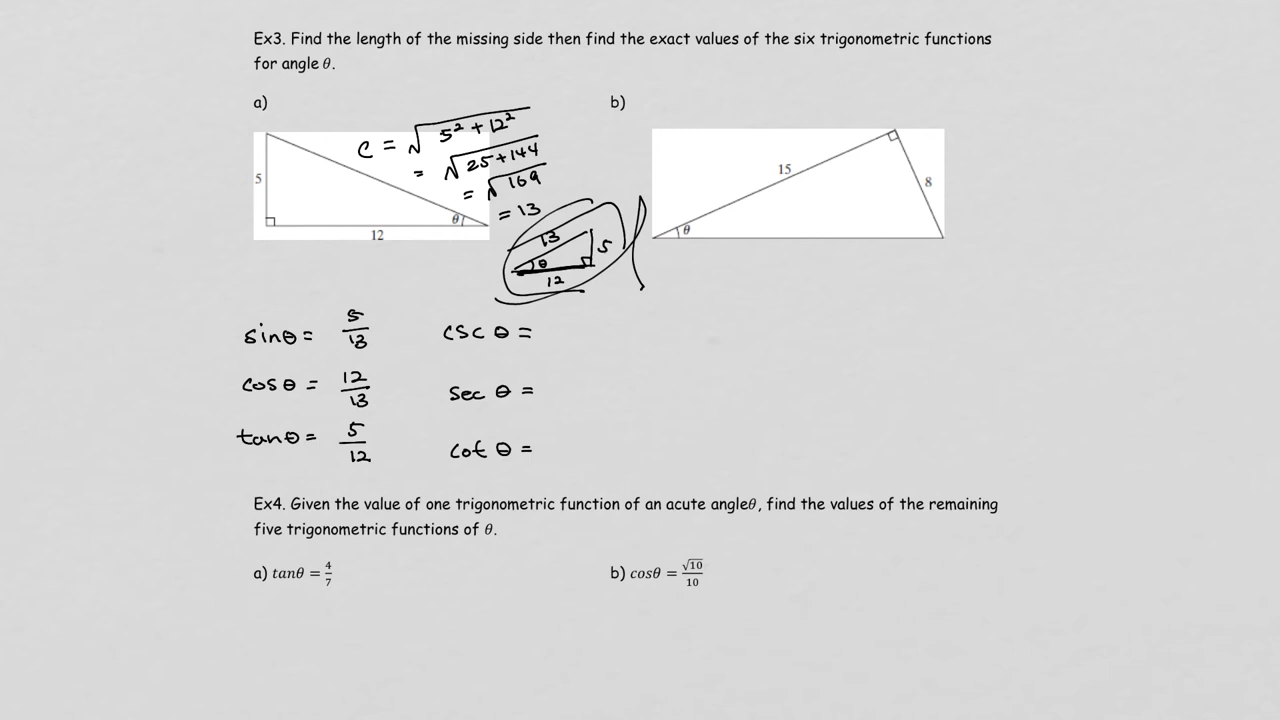 Ex3. Find the length of the missing side then find the exact values of the six trigonometric functions
for angle θ.
a)
b)
c = √5² + 12²
= √25 + 144
= √169
= 13
5
θ
12
13
5
θ
12
15
8
θ
sinθ = 5/13
csc θ =
cosθ = 12/13
sec θ =
tanθ = 5/12
cot θ =
Ex4. Given the value of one trigonometric function of an acute angleθ, find the values of the remaining
five trigonometric functions of θ.
a) tanθ = 4/7
b) cosθ = √10/10